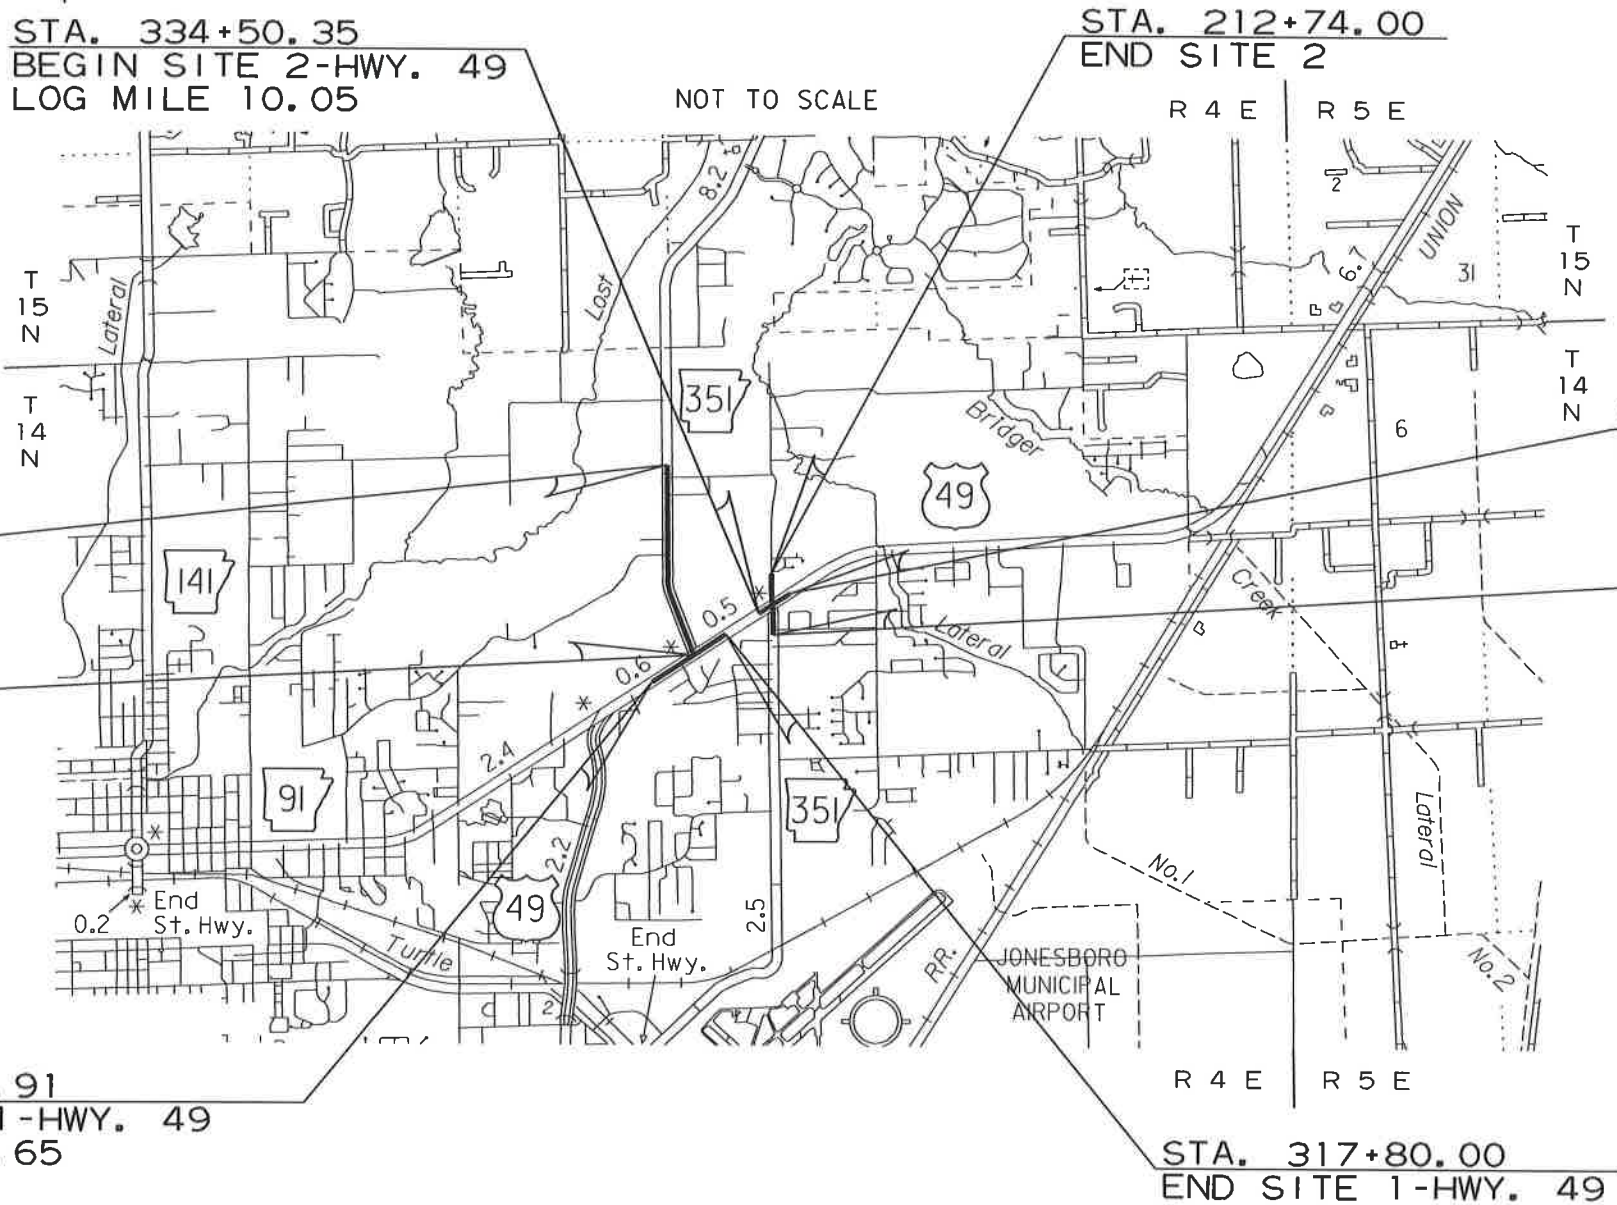 STA. 334+50.35
BEGIN SITE 2-HWY. 49
LOG MILE 10.05
STA. 212+74.00
END SITE 2
NOT TO SCALE
R 4 E
R 5 E
8.2
2
UNION
6.7
31
T
15
N
T
15
N
Lateral
Lost
T
14
N
T
14
N
351
Bridger
6
49
141
Creek
0.5
Lateral
0.6
2.4
91
351
Lateral
2.2
No.1
49
2.5
0.2
End
St. Hwy.
End
St. Hwy.
Turtle
RR.
JONESBORO
MUNICIPAL
AIRPORT
No.2
2
R 4 E
R 5 E
91
1-HWY. 49
65
STA. 317+80.00
END SITE 1-HWY. 49